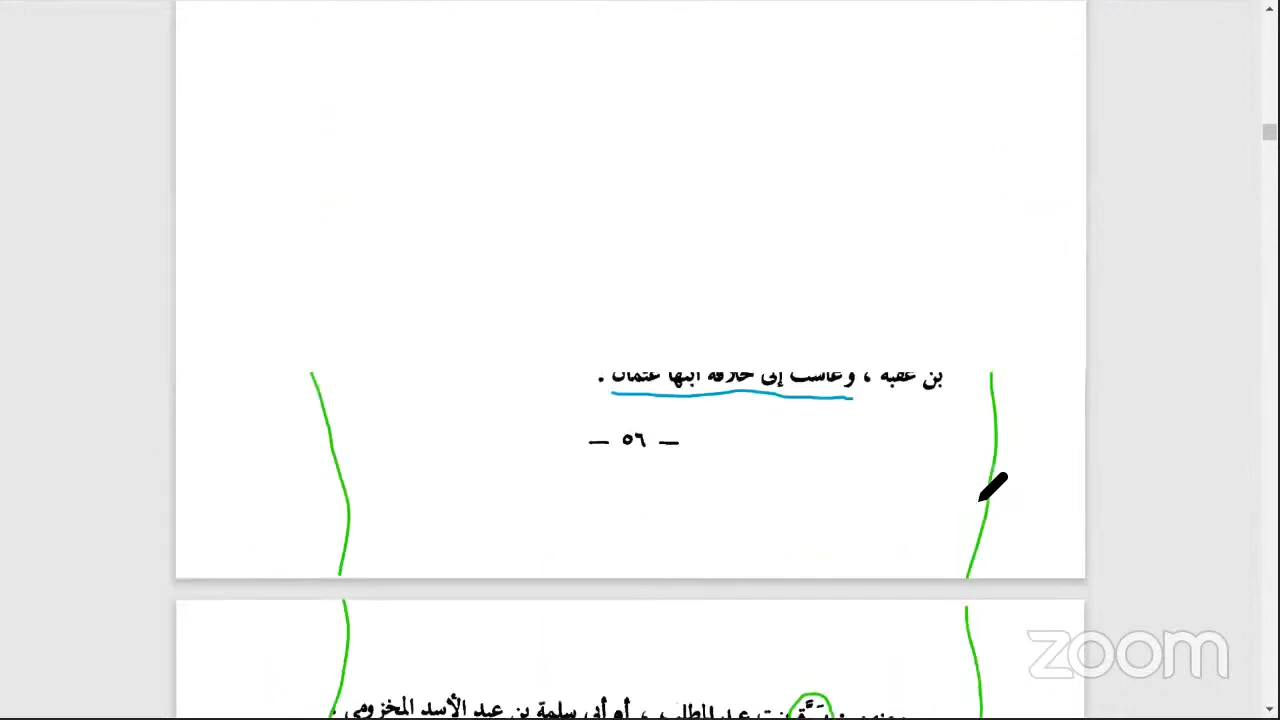 بن عقبة ، وعاشت إلى خلافة ابنها عثمان .
— ٥٦ —
بَرَّة بنت عبد المطلب ، أم أبي سلمة بن عبد الأسد المخزومي .
zoom